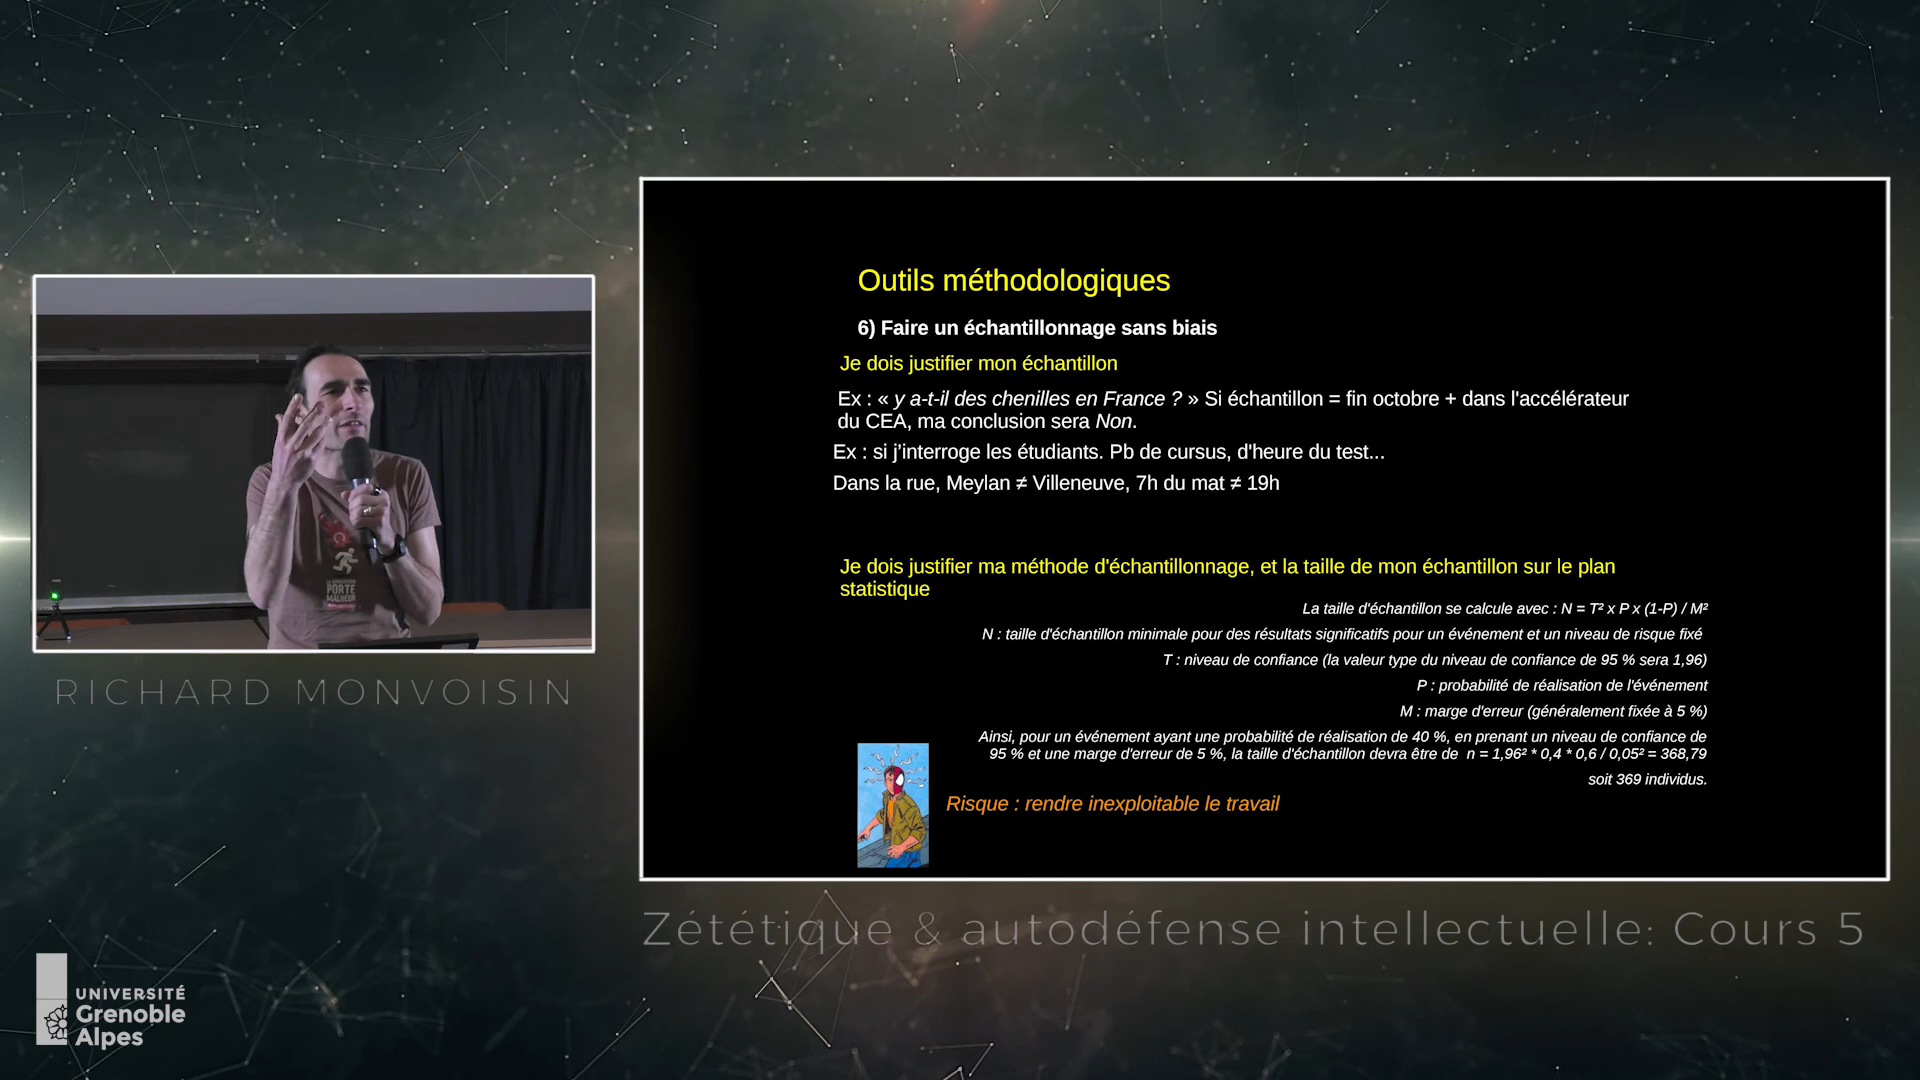 Outils méthodologiques
6) Faire un échantillonnage sans biais
Je dois justifier mon échantillon
Ex : « y a-t-il des chenilles en France ? » Si échantillon = fin octobre + dans l'accélérateur
du CEA, ma conclusion sera Non.
Ex : si j'interroge les étudiants. Pb de cursus, d'heure du test...
Dans la rue, Meylan ≠ Villeneuve, 7h du mat ≠ 19h
Je dois justifier ma méthode d'échantillonnage, et la taille de mon échantillon sur le plan
statistique
La taille d'échantillon se calcule avec : N = T² x P x (1-P) / M²
N : taille d'échantillon minimale pour des résultats significatifs pour un événement et un niveau de risque fixé
T : niveau de confiance (la valeur type du niveau de confiance de 95 % sera 1,96)
P : probabilité de réalisation de l'événement
M : marge d'erreur (généralement fixée à 5 %)
Ainsi, pour un événement ayant une probabilité de réalisation de 40 %, en prenant un niveau de confiance de
95 % et une marge d'erreur de 5 %, la taille d'échantillon devra être de n = 1,96² * 0,4 * 0,6 / 0,05² = 368,79
soit 369 individus.
Risque : rendre inexploitable le travail
PORTE
MALHEUR
RICHARD MONVOISIN
Zététique & autodéfense intellectuelle: Cours 5
UNIVERSITÉ
Grenoble
Alpes